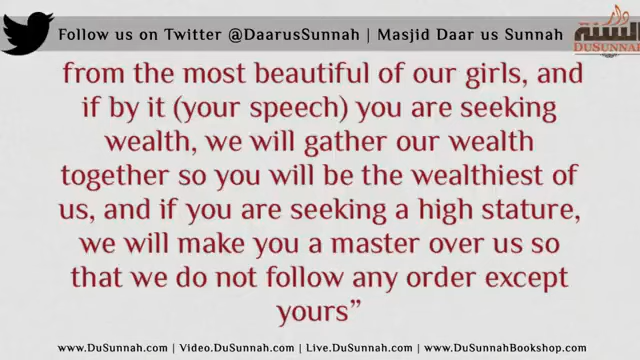 Follow us on Twitter @DaarusSunnah | Masjid Daar us Sunnah
السنة
DUSUNNAH
from the most beautiful of our girls, and
if by it (your speech) you are seeking
wealth, we will gather our wealth
together so you will be the wealthiest of
us, and if you are seeking a high stature,
we will make you a master over us so
that we do not follow any order except
yours”
www.DuSunnah.com | Video.DuSunnah.com | Live.DuSunnah.com | www.DuSunnahBookshop.com